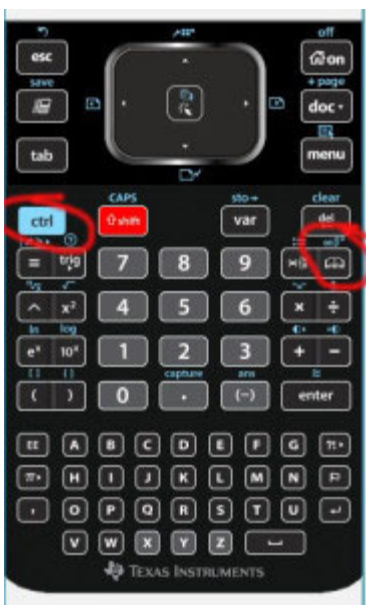 off
esc
on
save
+ page
doc
tab
menu
CAPS
sto→
clear
ctrl
shift
var
del
= trig 7 8 9
^ x² 4 5 6 × ÷
ln log
eˣ 10ˣ 1 2 3 + −
[ ] { }
capture
ans
≈
( ) 0 . (−) enter
EE A B C D E F G ?!
π H I J K L M N
, O P Q R S T U ↵
V W X Y Z
TEXAS INSTRUMENTS